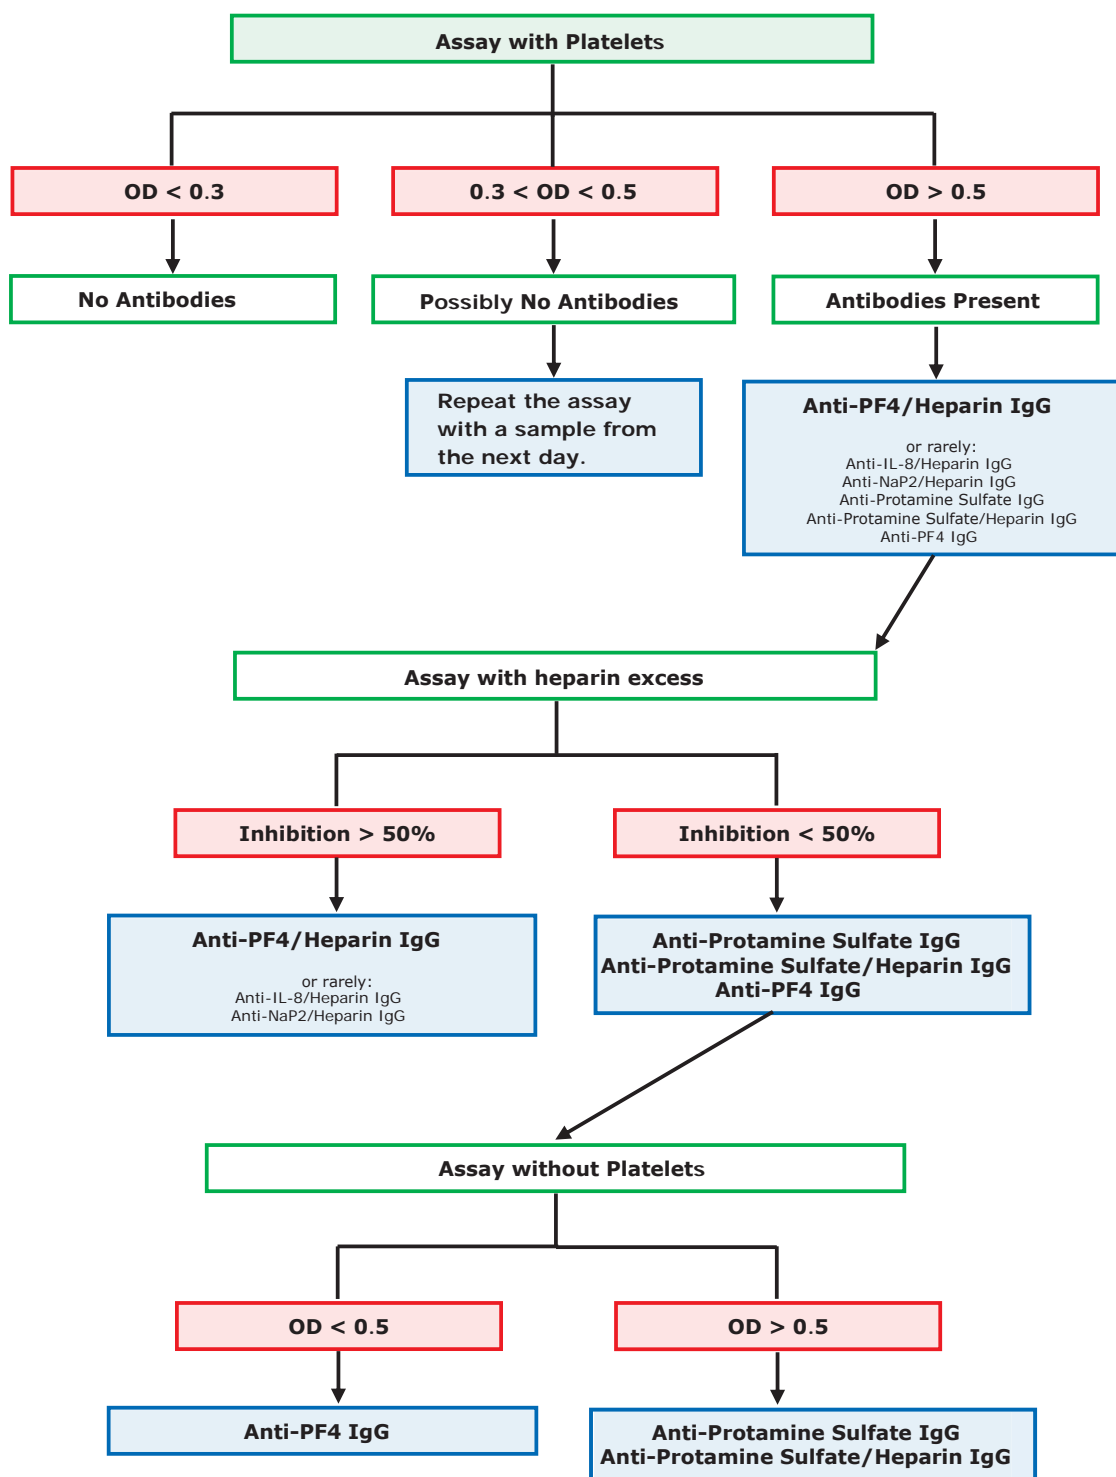 Assay with Platelets
OD < 0.3
0.3 < OD < 0.5
OD > 0.5
No Antibodies
Possibly No Antibodies
Antibodies Present
Repeat the assay
with a sample from
the next day.
Anti-PF4/Heparin IgG
or rarely:
Anti-IL-8/Heparin IgG
Anti-NaP2/Heparin IgG
Anti-Protamine Sulfate IgG
Anti-Protamine Sulfate/Heparin IgG
Anti-PF4 IgG
Assay with heparin excess
Inhibition > 50%
Inhibition < 50%
Anti-PF4/Heparin IgG
or rarely:
Anti-IL-8/Heparin IgG
Anti-NaP2/Heparin IgG
Anti-Protamine Sulfate IgG
Anti-Protamine Sulfate/Heparin IgG
Anti-PF4 IgG
Assay without Platelets
OD < 0.5
OD > 0.5
Anti-PF4 IgG
Anti-Protamine Sulfate IgG
Anti-Protamine Sulfate/Heparin IgG